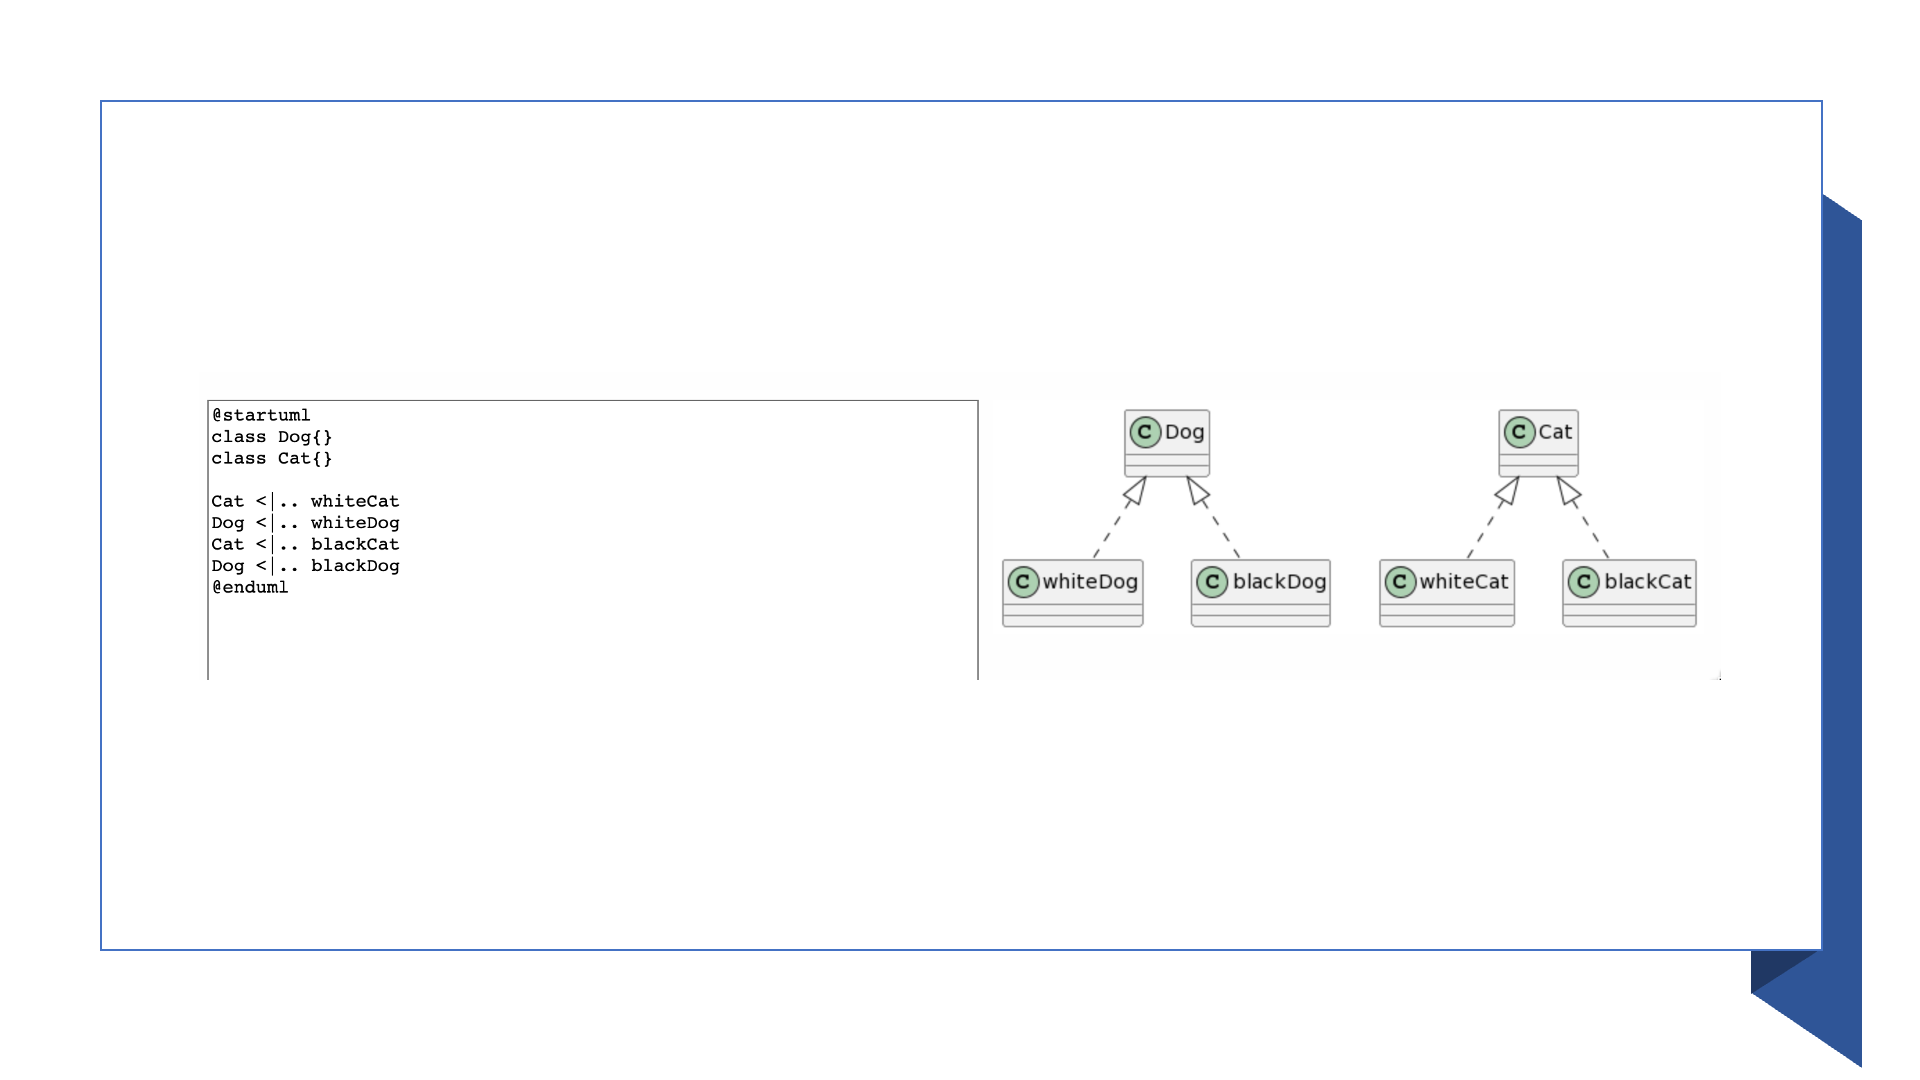 @startuml
class Dog{}
class Cat{}
Cat <|.. whiteCat
Dog <|.. whiteDog
Cat <|.. blackCat
Dog <|.. blackDog
@enduml
C Dog
C Cat
C whiteDog
C blackDog
C whiteCat
C blackCat